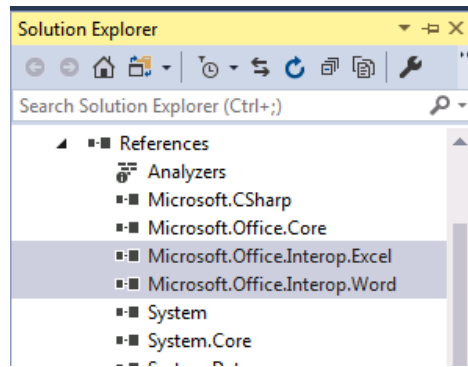 Solution Explorer
Search Solution Explorer (Ctrl+;)
References
Analyzers
Microsoft.CSharp
Microsoft.Office.Core
Microsoft.Office.Interop.Excel
Microsoft.Office.Interop.Word
System
System.Core